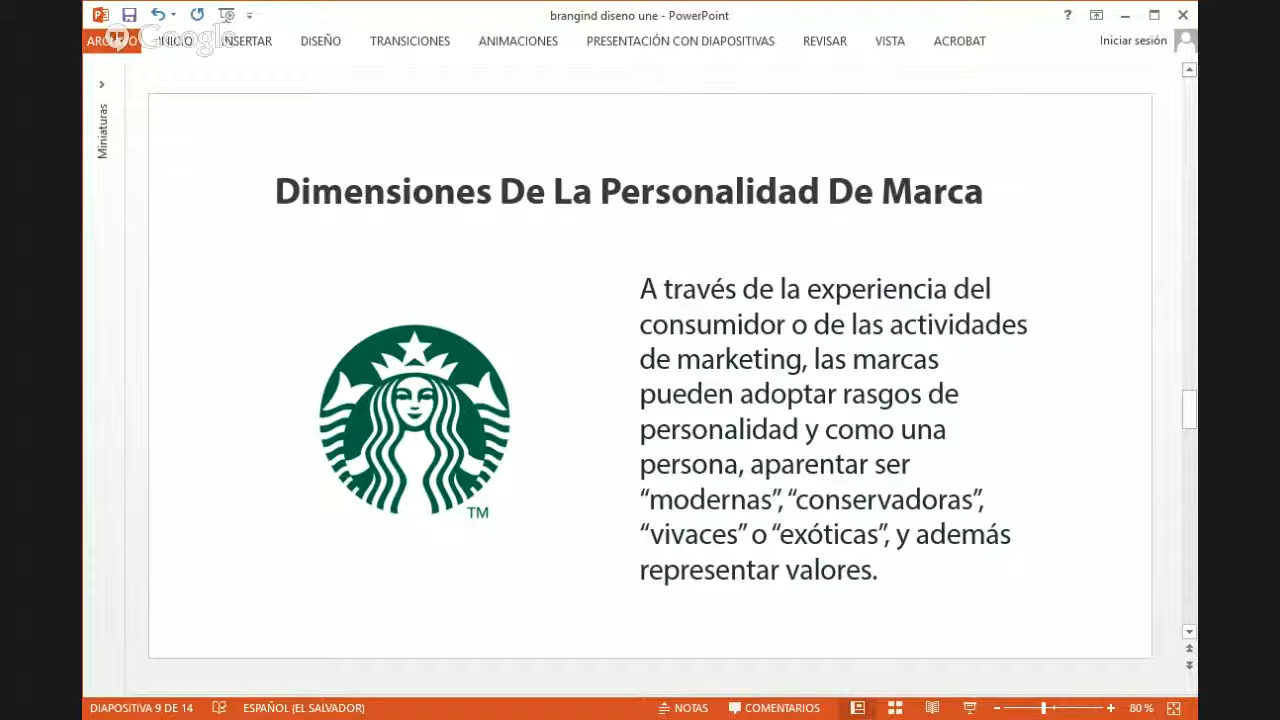 brangind diseno une - PowerPoint
?
Google
INICIO
INSERTAR
DISEÑO
TRANSICIONES
ANIMACIONES
PRESENTACIÓN CON DIAPOSITIVAS
REVISAR
VISTA
ACROBAT
Iniciar sesión
Miniaturas
Dimensiones De La Personalidad De Marca
A través de la experiencia del
consumidor o de las actividades
de marketing, las marcas
pueden adoptar rasgos de
personalidad y como una
persona, aparentar ser
“modernas”, “conservadoras”,
“vivaces” o “exóticas”, y además
representar valores.
TM
DIAPOSITIVA 9 DE 14
ESPAÑOL (EL SALVADOR)
NOTAS
COMENTARIOS
80 %